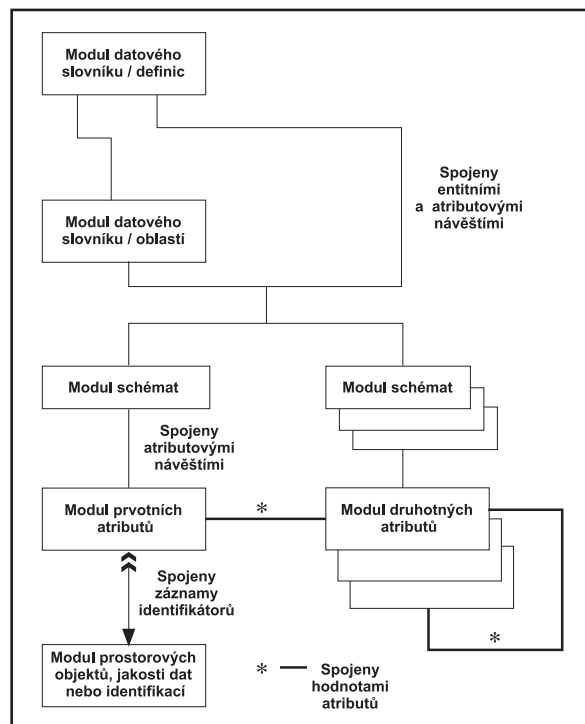 Modul datového
slovníku / definic
Spojeny
entitními
a atributovými
návěštími
Modul datového
slovníku / oblastí
Modul schémat
Modul schémat
Spojeny
atributovými
návěštími
Modul prvotních
atributů
*
Modul druhotných
atributů
Spojeny
záznamy
identifikátorů
*
Modul prostorových
objektů, jakosti dat
nebo identifikací
* Spojeny
hodnotami
atributů